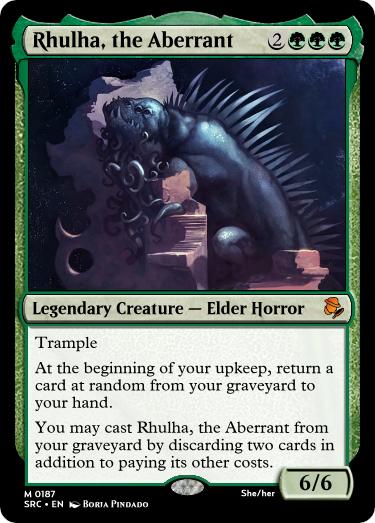 Rhulha, the Aberrant 2
Legendary Creature — Elder Horror
Trample
At the beginning of your upkeep, return a
card at random from your graveyard to
your hand.
You may cast Rhulha, the Aberrant from
your graveyard by discarding two cards in
addition to paying its other costs.
6/6
M 0187
She/her
SRC • EN Borja Pindado